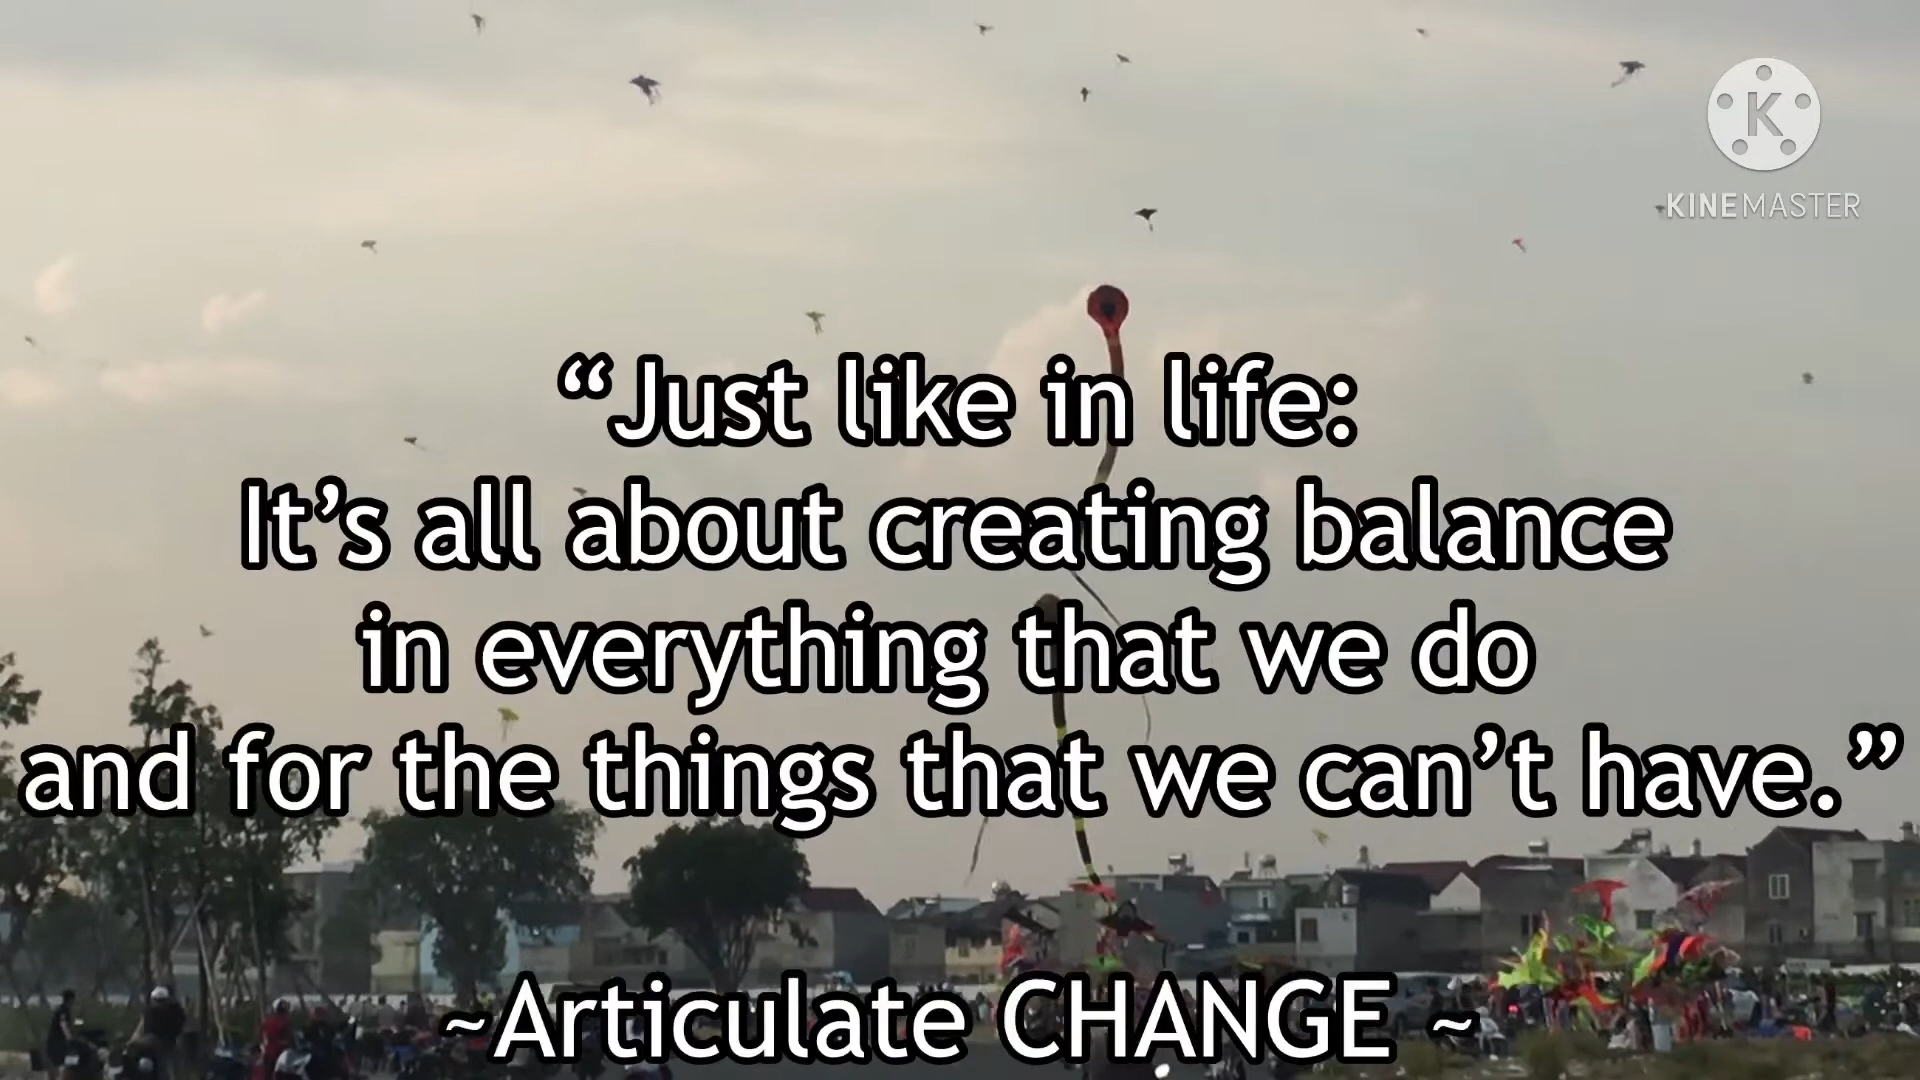 K
KINEMASTER
“Just like in life:
It’s all about creating balance
in everything that we do
and for the things that we can’t have.”
~Articulate CHANGE ~